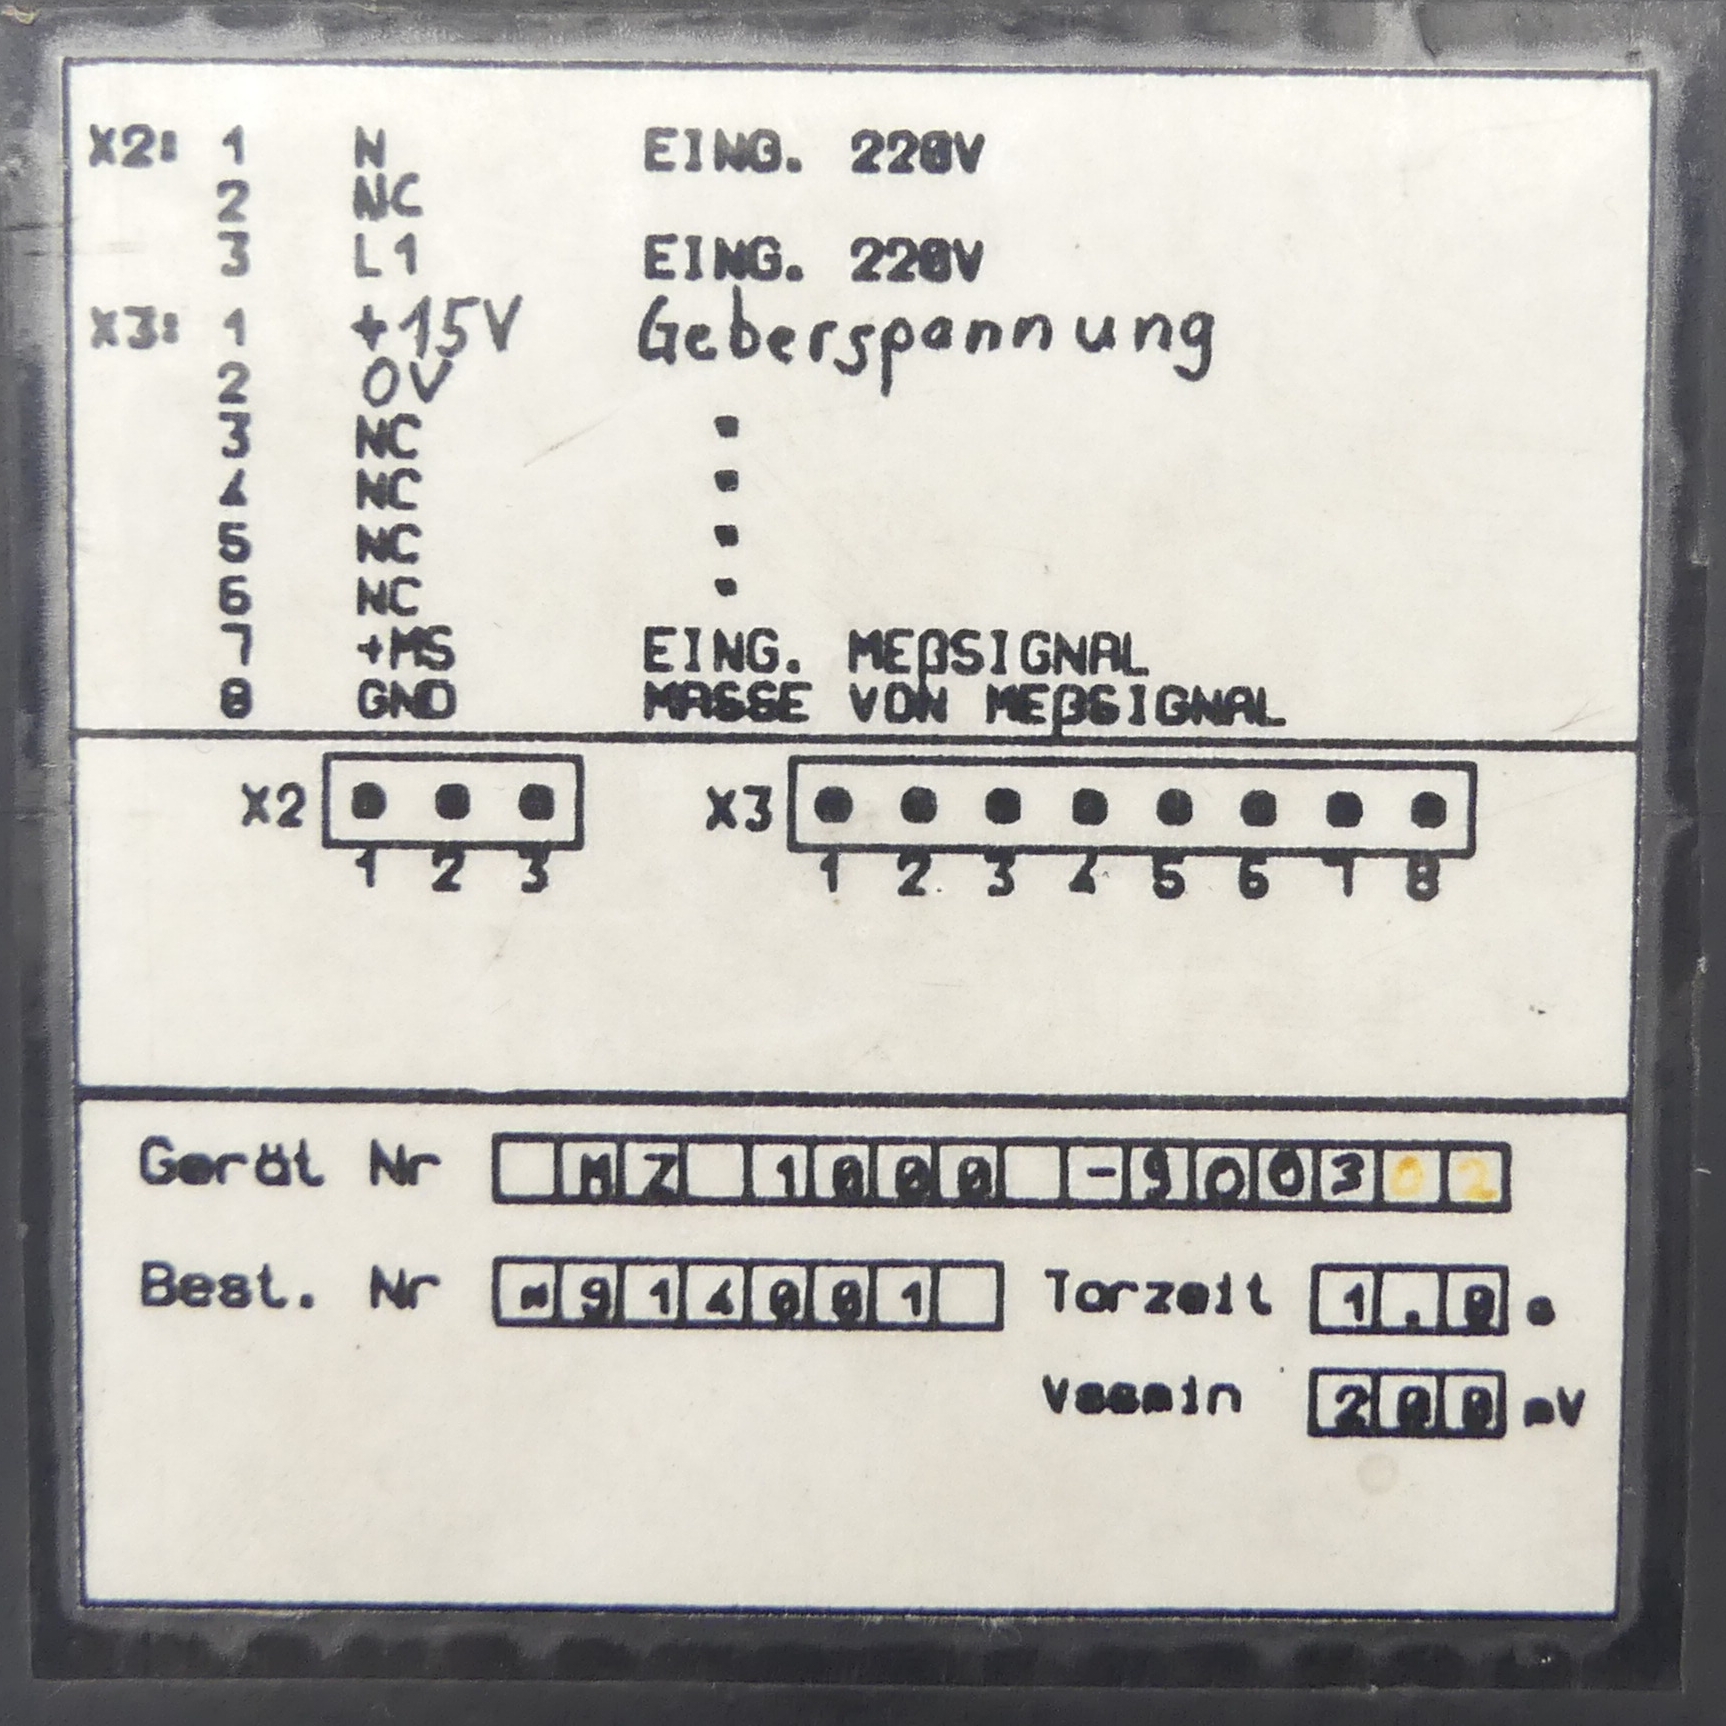 X2: 1 N EING. 220V
2 NC
3 L1 EING. 220V
X3: 1 +15V Geberspannung
2 0V
3 NC "
4 NC "
5 NC "
6 NC "
7 +MS EING. MEßSIGNAL
8 GND MASSE VON MEßSIGNAL
X2 X3
1 2 3 1 2 3 4 5 6 7 8
Gerät Nr MZ 1000 -900302
Best. Nr 914001 Torzeit 1.0 s
Vssmin 200 mV